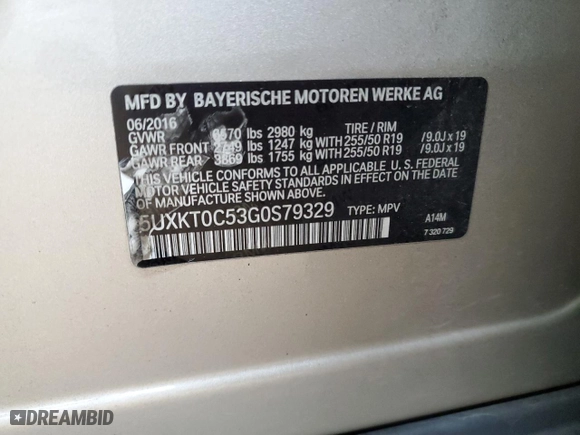 MFD BY BAYERISCHE MOTOREN WERKE AG
06/2016
GVWR 6570 lbs 2980 kg TIRE / RIM
GAWR FRONT 2749 lbs 1247 kg WITH 255/50 R19 /9.0J x 19
GAWR REAR 3869 lbs 1755 kg WITH 255/50 R19 /9.0J x 19
THIS VEHICLE CONFORMS TO ALL APPLICABLE U. S. FEDERAL
MOTOR VEHICLE SAFETY STANDARDS IN EFFECT ON
THE DATE OF MANUFACTURE SHOWN ABOVE.
5UXKT0C53G0S79329 TYPE: MPV A14M
7 320 729
DREAMBID